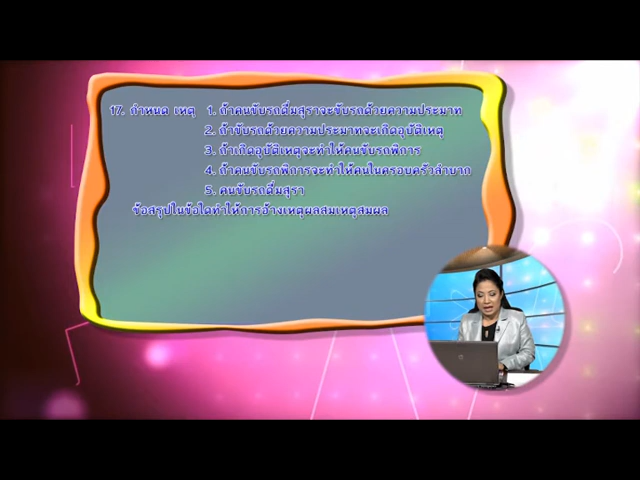 17. กำหนด เหตุ 1. ถ้าคนขับรถดื่มสุราจะขับรถด้วยความประมาท
2. ถ้าขับรถด้วยความประมาทจะเกิดอุบัติเหตุ
3. ถ้าเกิดอุบัติเหตุจะทำให้คนขับรถพิการ
4. ถ้าคนขับรถพิการจะทำให้คนในครอบครัวลำบาก
5. คนขับรถดื่มสุรา
ข้อสรุปในข้อใดทำให้การอ้างเหตุผลสมเหตุสมผล